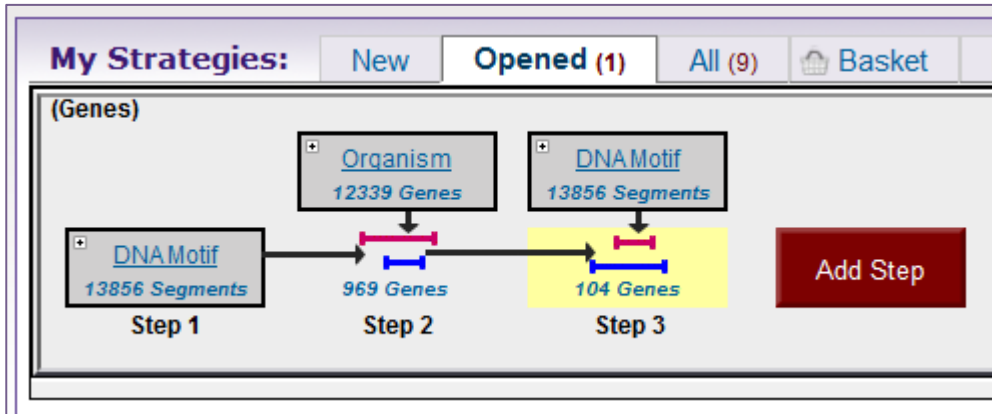 My Strategies: New Opened (1) All (9) Basket
(Genes)
Organism DNA Motif
12339 Genes 13856 Segments
DNA Motif
13856 Segments 969 Genes 104 Genes Add Step
Step 1 Step 2 Step 3